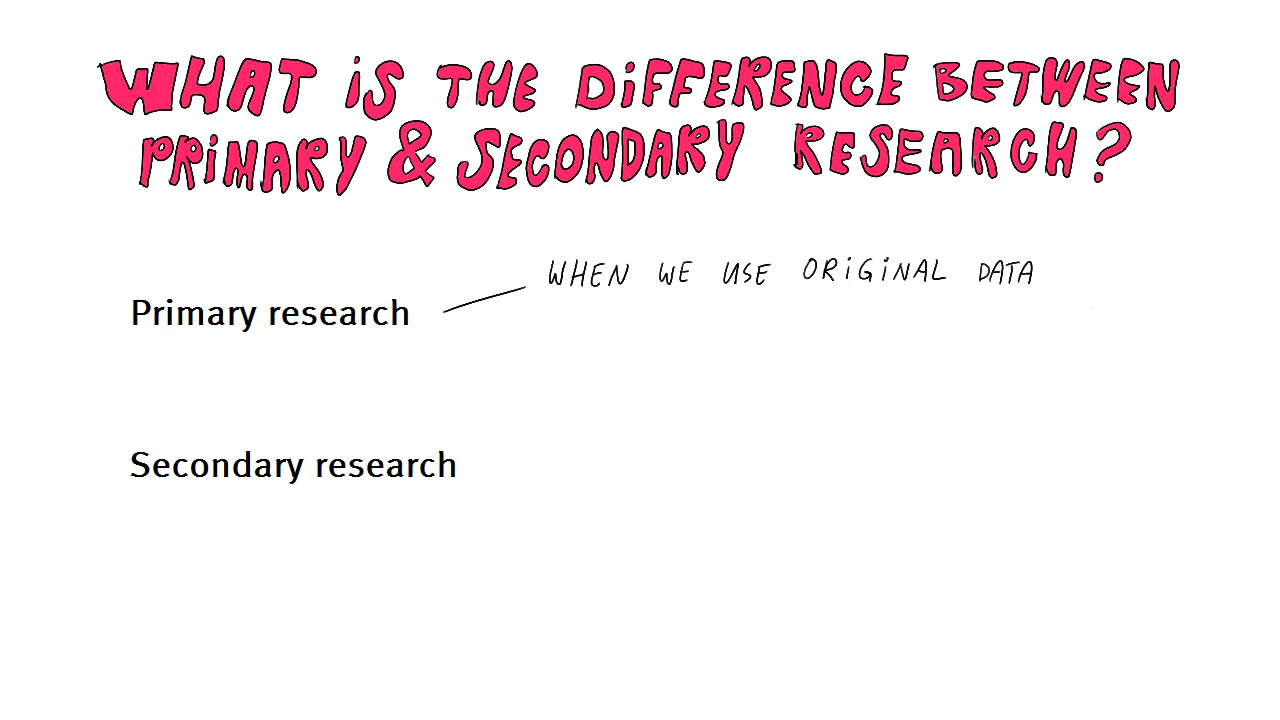 WHAT iS THE DiFFERENCE BETWEEN
PRiMARY & SECONDARY RESEARCH?
WHEN WE USE ORiGiNAL DATA
Primary research
Secondary research